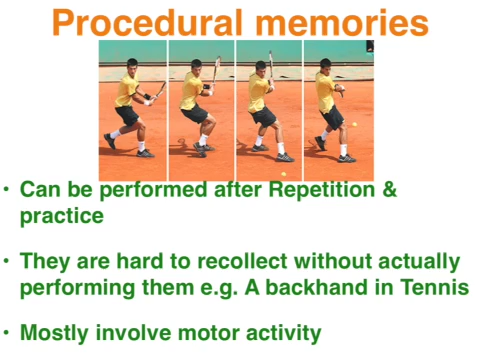 Procedural memories
• Can be performed after Repetition &
practice
• They are hard to recollect without actually
performing them e.g. A backhand in Tennis
• Mostly involve motor activity